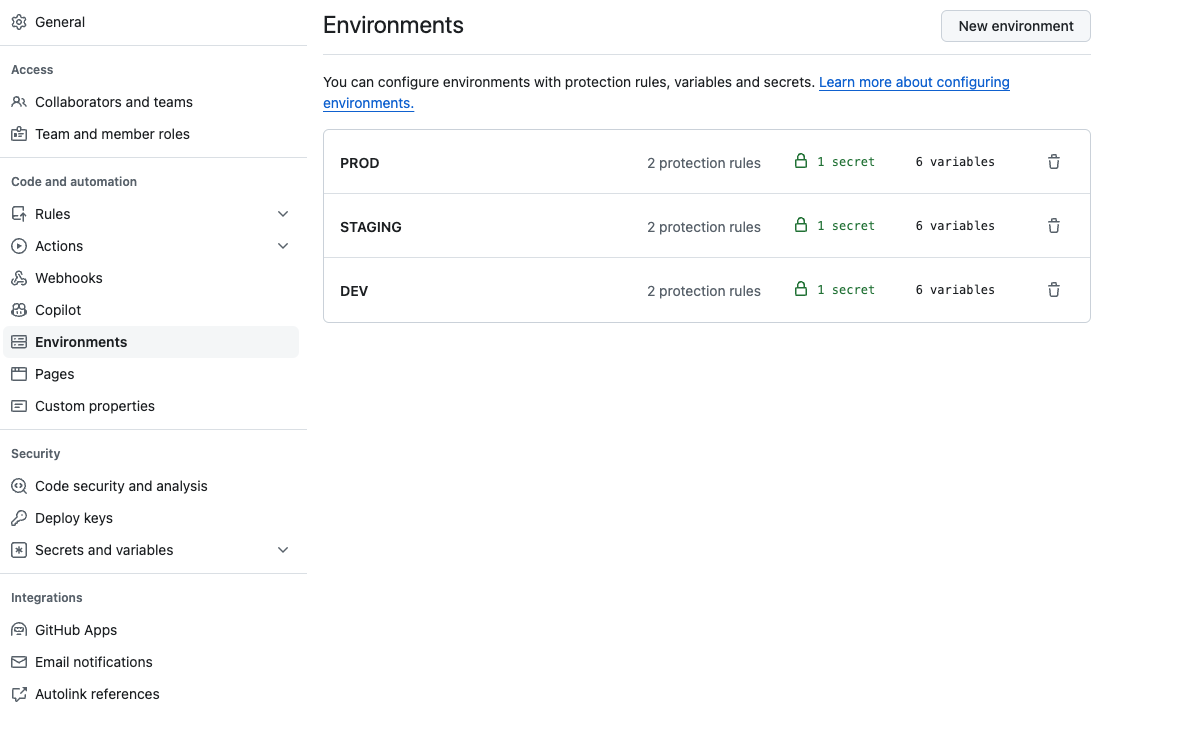 General
Access
Collaborators and teams
Team and member roles
Code and automation
Rules
Actions
Webhooks
Copilot
Environments
Pages
Custom properties
Security
Code security and analysis
Deploy keys
Secrets and variables
Integrations
GitHub Apps
Email notifications
Autolink references
Environments
New environment
You can configure environments with protection rules, variables and secrets. Learn more about configuring
environments.
PROD 2 protection rules 1 secret 6 variables
STAGING 2 protection rules 1 secret 6 variables
DEV 2 protection rules 1 secret 6 variables